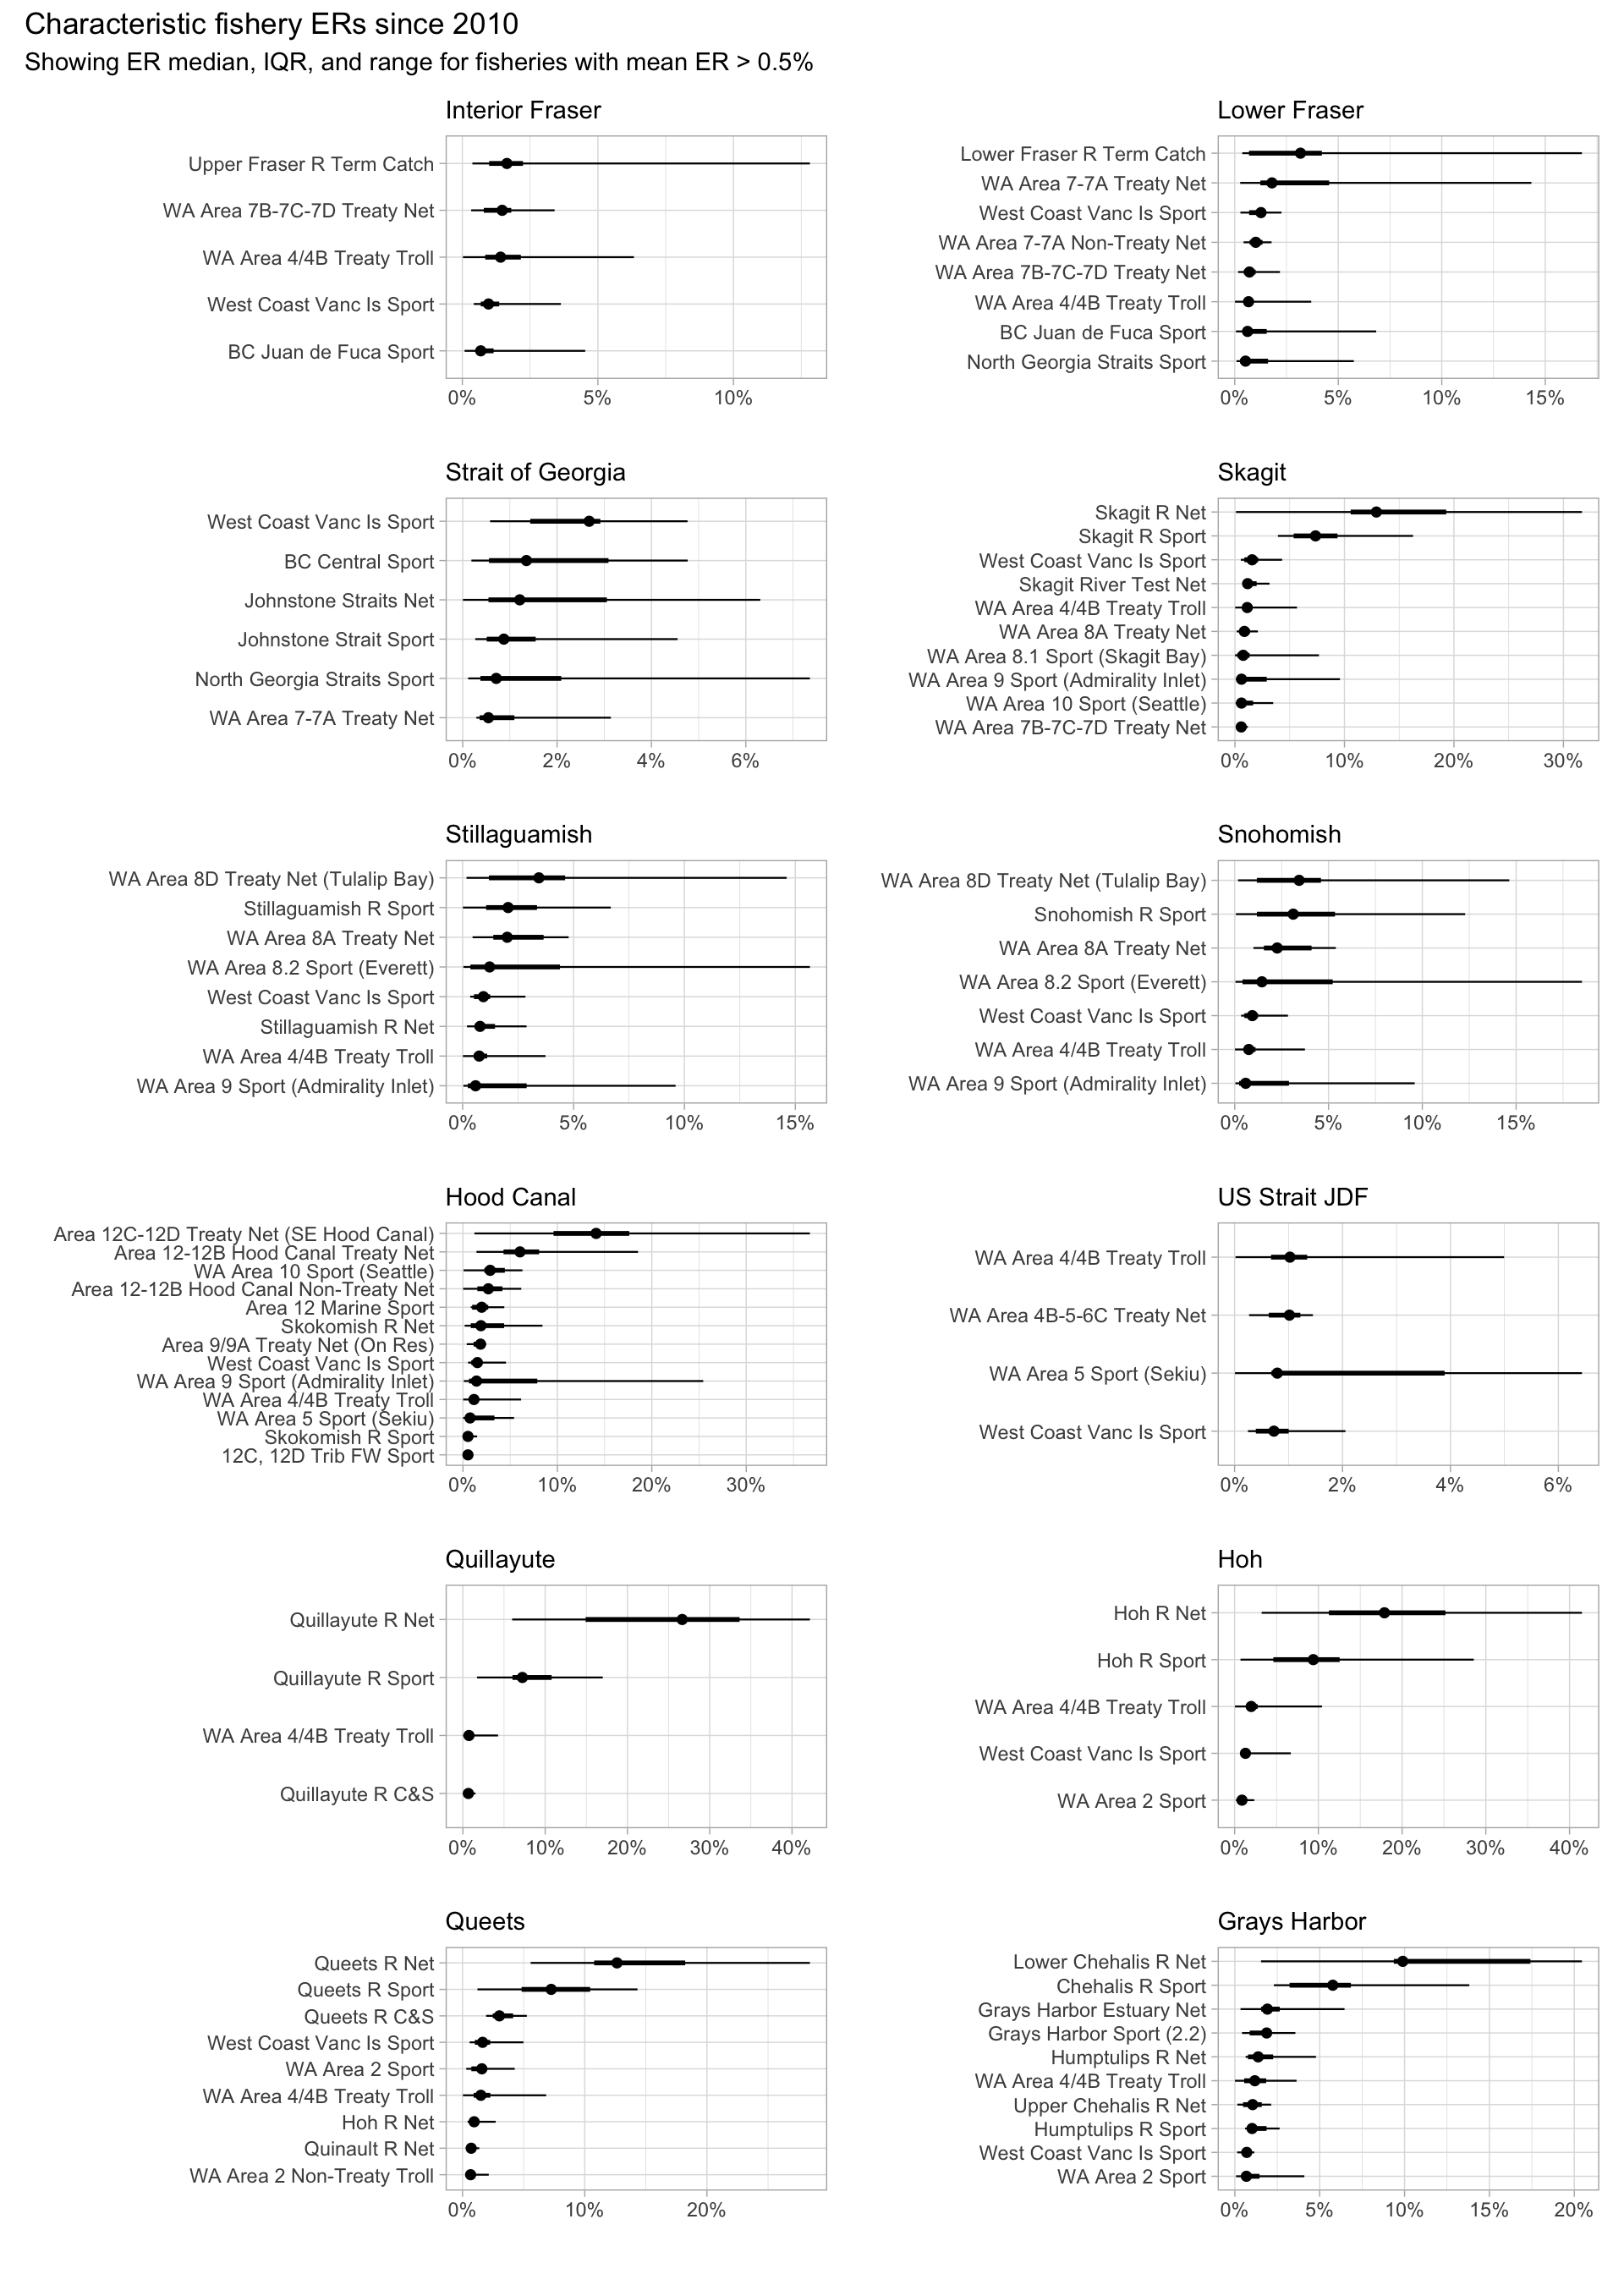 Characteristic fishery ERs since 2010
Showing ER median, IQR, and range for fisheries with mean ER > 0.5%
Interior Fraser
Upper Fraser R Term Catch
WA Area 7B-7C-7D Treaty Net
WA Area 4/4B Treaty Troll
West Coast Vanc Is Sport
BC Juan de Fuca Sport
0% 5% 10%
Lower Fraser
Lower Fraser R Term Catch
WA Area 7-7A Treaty Net
West Coast Vanc Is Sport
WA Area 7-7A Non-Treaty Net
WA Area 7B-7C-7D Treaty Net
WA Area 4/4B Treaty Troll
BC Juan de Fuca Sport
North Georgia Straits Sport
0% 5% 10% 15%
Strait of Georgia
West Coast Vanc Is Sport
BC Central Sport
Johnstone Straits Net
Johnstone Strait Sport
North Georgia Straits Sport
WA Area 7-7A Treaty Net
0% 2% 4% 6%
Skagit
Skagit R Net
Skagit R Sport
West Coast Vanc Is Sport
Skagit River Test Net
WA Area 4/4B Treaty Troll
WA Area 8A Treaty Net
WA Area 8.1 Sport (Skagit Bay)
WA Area 9 Sport (Admirality Inlet)
WA Area 10 Sport (Seattle)
WA Area 7B-7C-7D Treaty Net
0% 10% 20% 30%
Stillaguamish
WA Area 8D Treaty Net (Tulalip Bay)
Stillaguamish R Sport
WA Area 8A Treaty Net
WA Area 8.2 Sport (Everett)
West Coast Vanc Is Sport
Stillaguamish R Net
WA Area 4/4B Treaty Troll
WA Area 9 Sport (Admirality Inlet)
0% 5% 10% 15%
Snohomish
WA Area 8D Treaty Net (Tulalip Bay)
Snohomish R Sport
WA Area 8A Treaty Net
WA Area 8.2 Sport (Everett)
West Coast Vanc Is Sport
WA Area 4/4B Treaty Troll
WA Area 9 Sport (Admirality Inlet)
0% 5% 10% 15%
Hood Canal
Area 12C-12D Treaty Net (SE Hood Canal)
Area 12-12B Hood Canal Treaty Net
WA Area 10 Sport (Seattle)
Area 12-12B Hood Canal Non-Treaty Net
Area 12 Marine Sport
Skokomish R Net
Area 9/9A Treaty Net (On Res)
West Coast Vanc Is Sport
WA Area 9 Sport (Admirality Inlet)
WA Area 4/4B Treaty Troll
WA Area 5 Sport (Sekiu)
Skokomish R Sport
12C, 12D Trib FW Sport
0% 10% 20% 30%
US Strait JDF
WA Area 4/4B Treaty Troll
WA Area 4B-5-6C Treaty Net
WA Area 5 Sport (Sekiu)
West Coast Vanc Is Sport
0% 2% 4% 6%
Quillayute
Quillayute R Net
Quillayute R Sport
WA Area 4/4B Treaty Troll
Quillayute R C&S
0% 10% 20% 30% 40%
Hoh
Hoh R Net
Hoh R Sport
WA Area 4/4B Treaty Troll
West Coast Vanc Is Sport
WA Area 2 Sport
0% 10% 20% 30% 40%
Queets
Queets R Net
Queets R Sport
Queets R C&S
West Coast Vanc Is Sport
WA Area 2 Sport
WA Area 4/4B Treaty Troll
Hoh R Net
Quinault R Net
WA Area 2 Non-Treaty Troll
0% 10% 20%
Grays Harbor
Lower Chehalis R Net
Chehalis R Sport
Grays Harbor Estuary Net
Grays Harbor Sport (2.2)
Humptulips R Net
WA Area 4/4B Treaty Troll
Upper Chehalis R Net
Humptulips R Sport
West Coast Vanc Is Sport
WA Area 2 Sport
0% 5% 10% 15% 20%